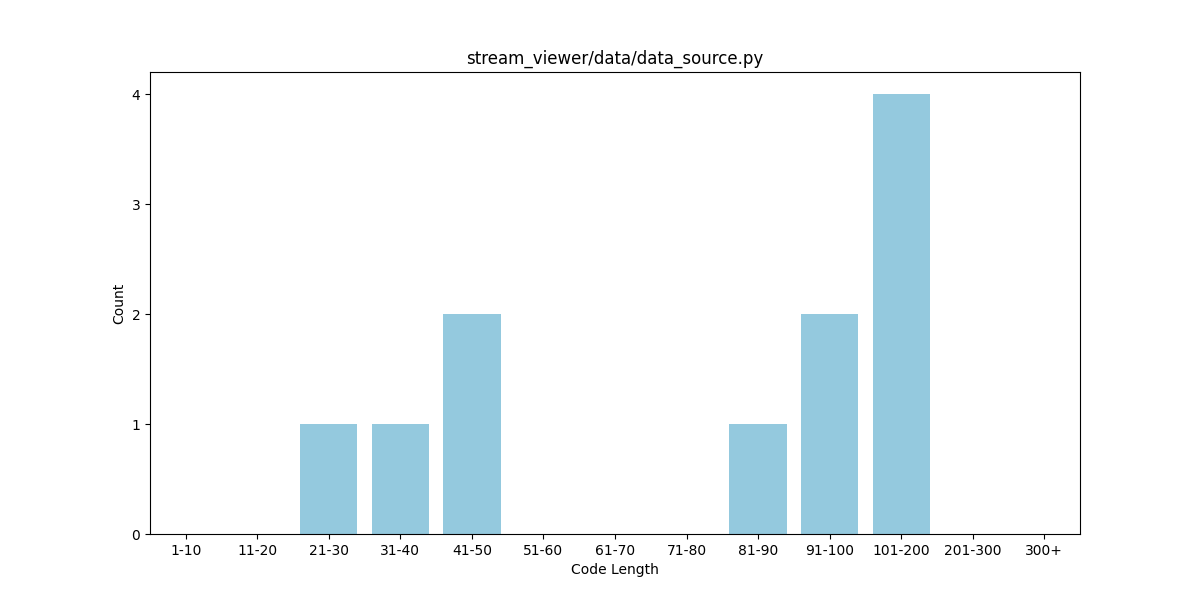 stream_viewer/data/data_source.py
4
3
2
1
0
Count
1-10 11-20 21-30 31-40 41-50 51-60 61-70 71-80 81-90 91-100 101-200 201-300 300+
Code Length